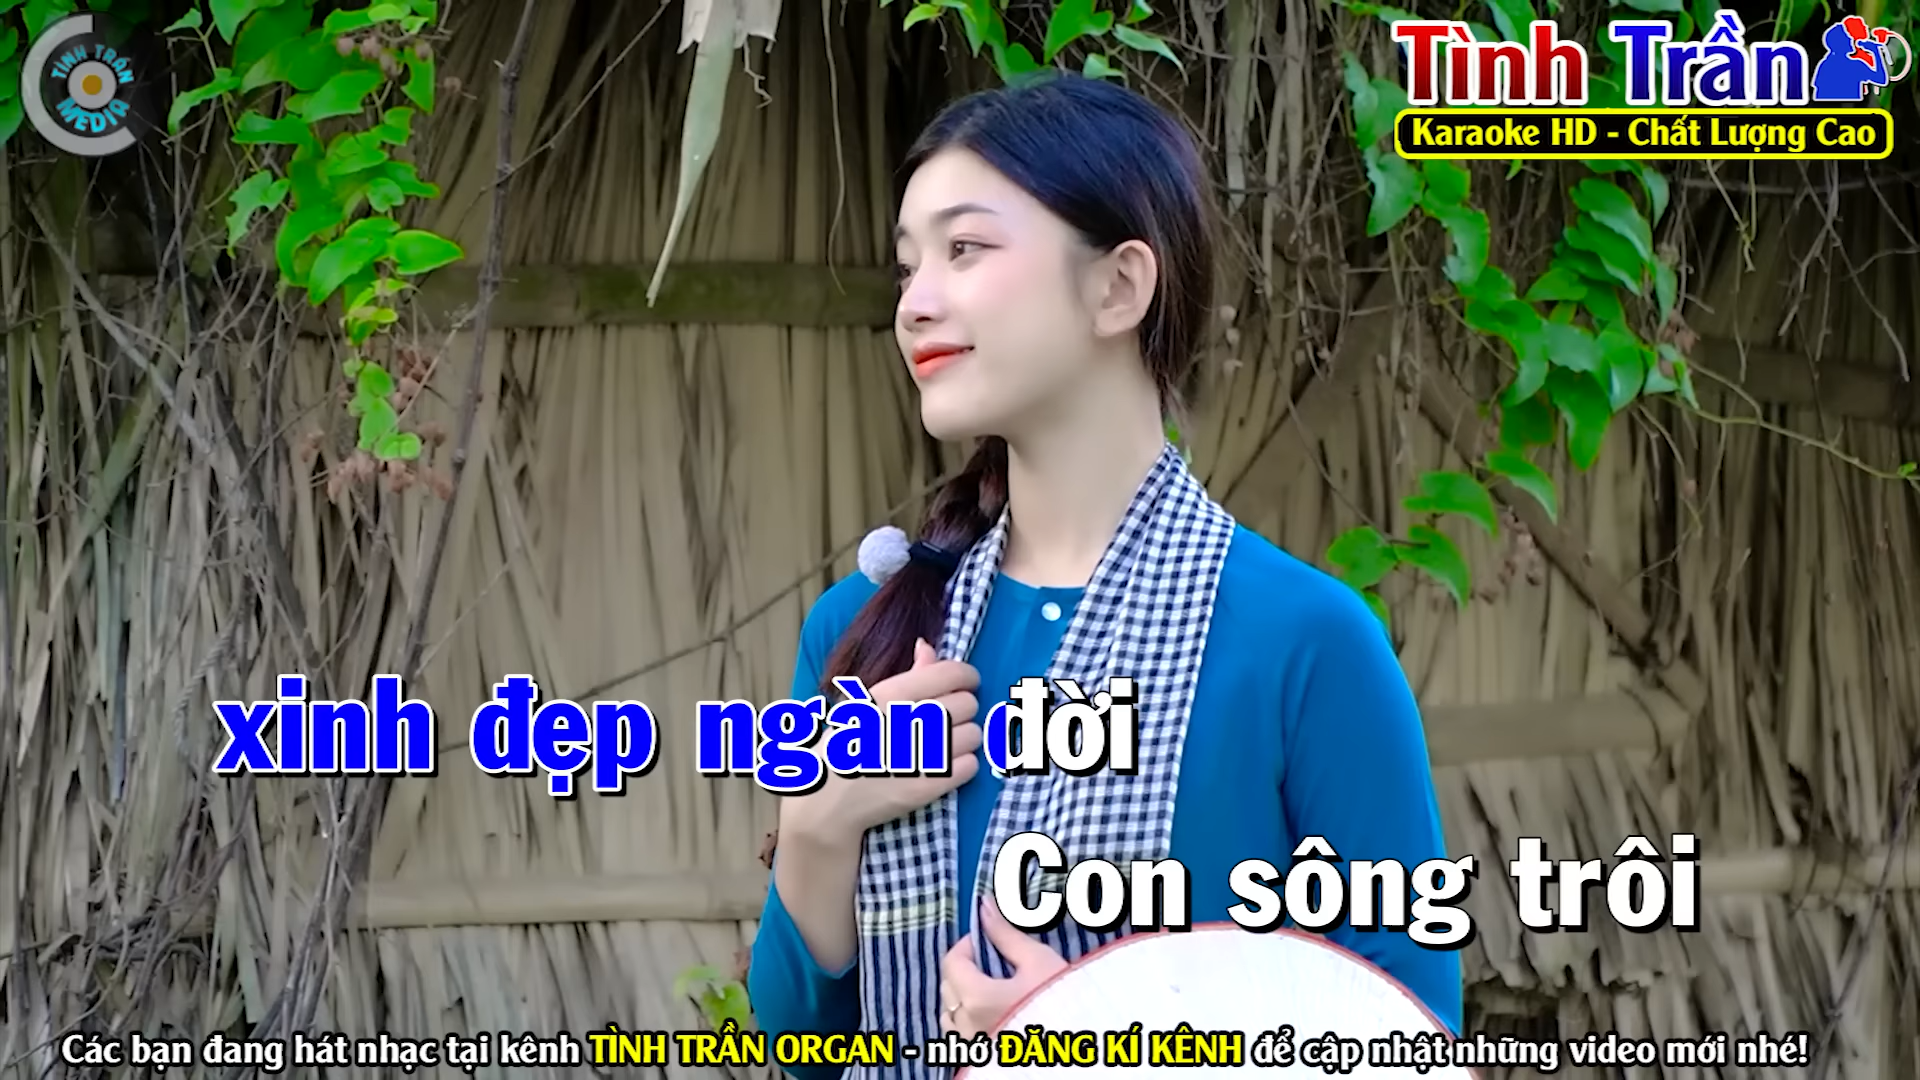 TÌNH TRẦN
MEDIA
Tình Trần
Karaoke HD - Chất Lượng Cao
xinh đẹp ngàn đời
Con sông trôi
Các bạn đang hát nhạc tại kênh TÌNH TRẦN ORGAN - nhớ ĐĂNG KÍ KÊNH để cập nhật những video mới nhé!